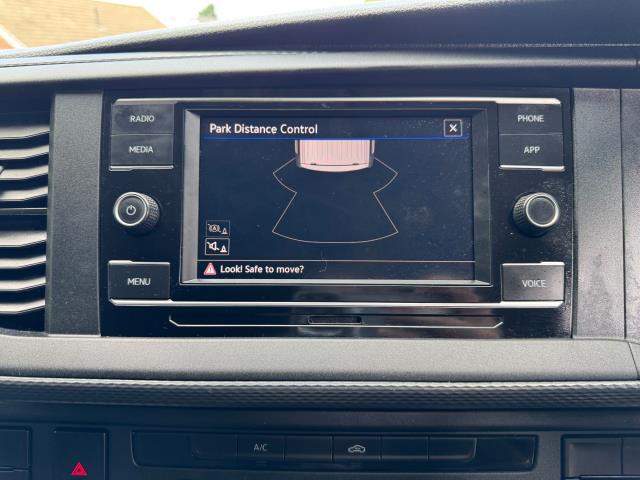 RADIO
MEDIA
MENU
Park Distance Control
X
Look! Safe to move?
PHONE
APP
VOICE
A/C